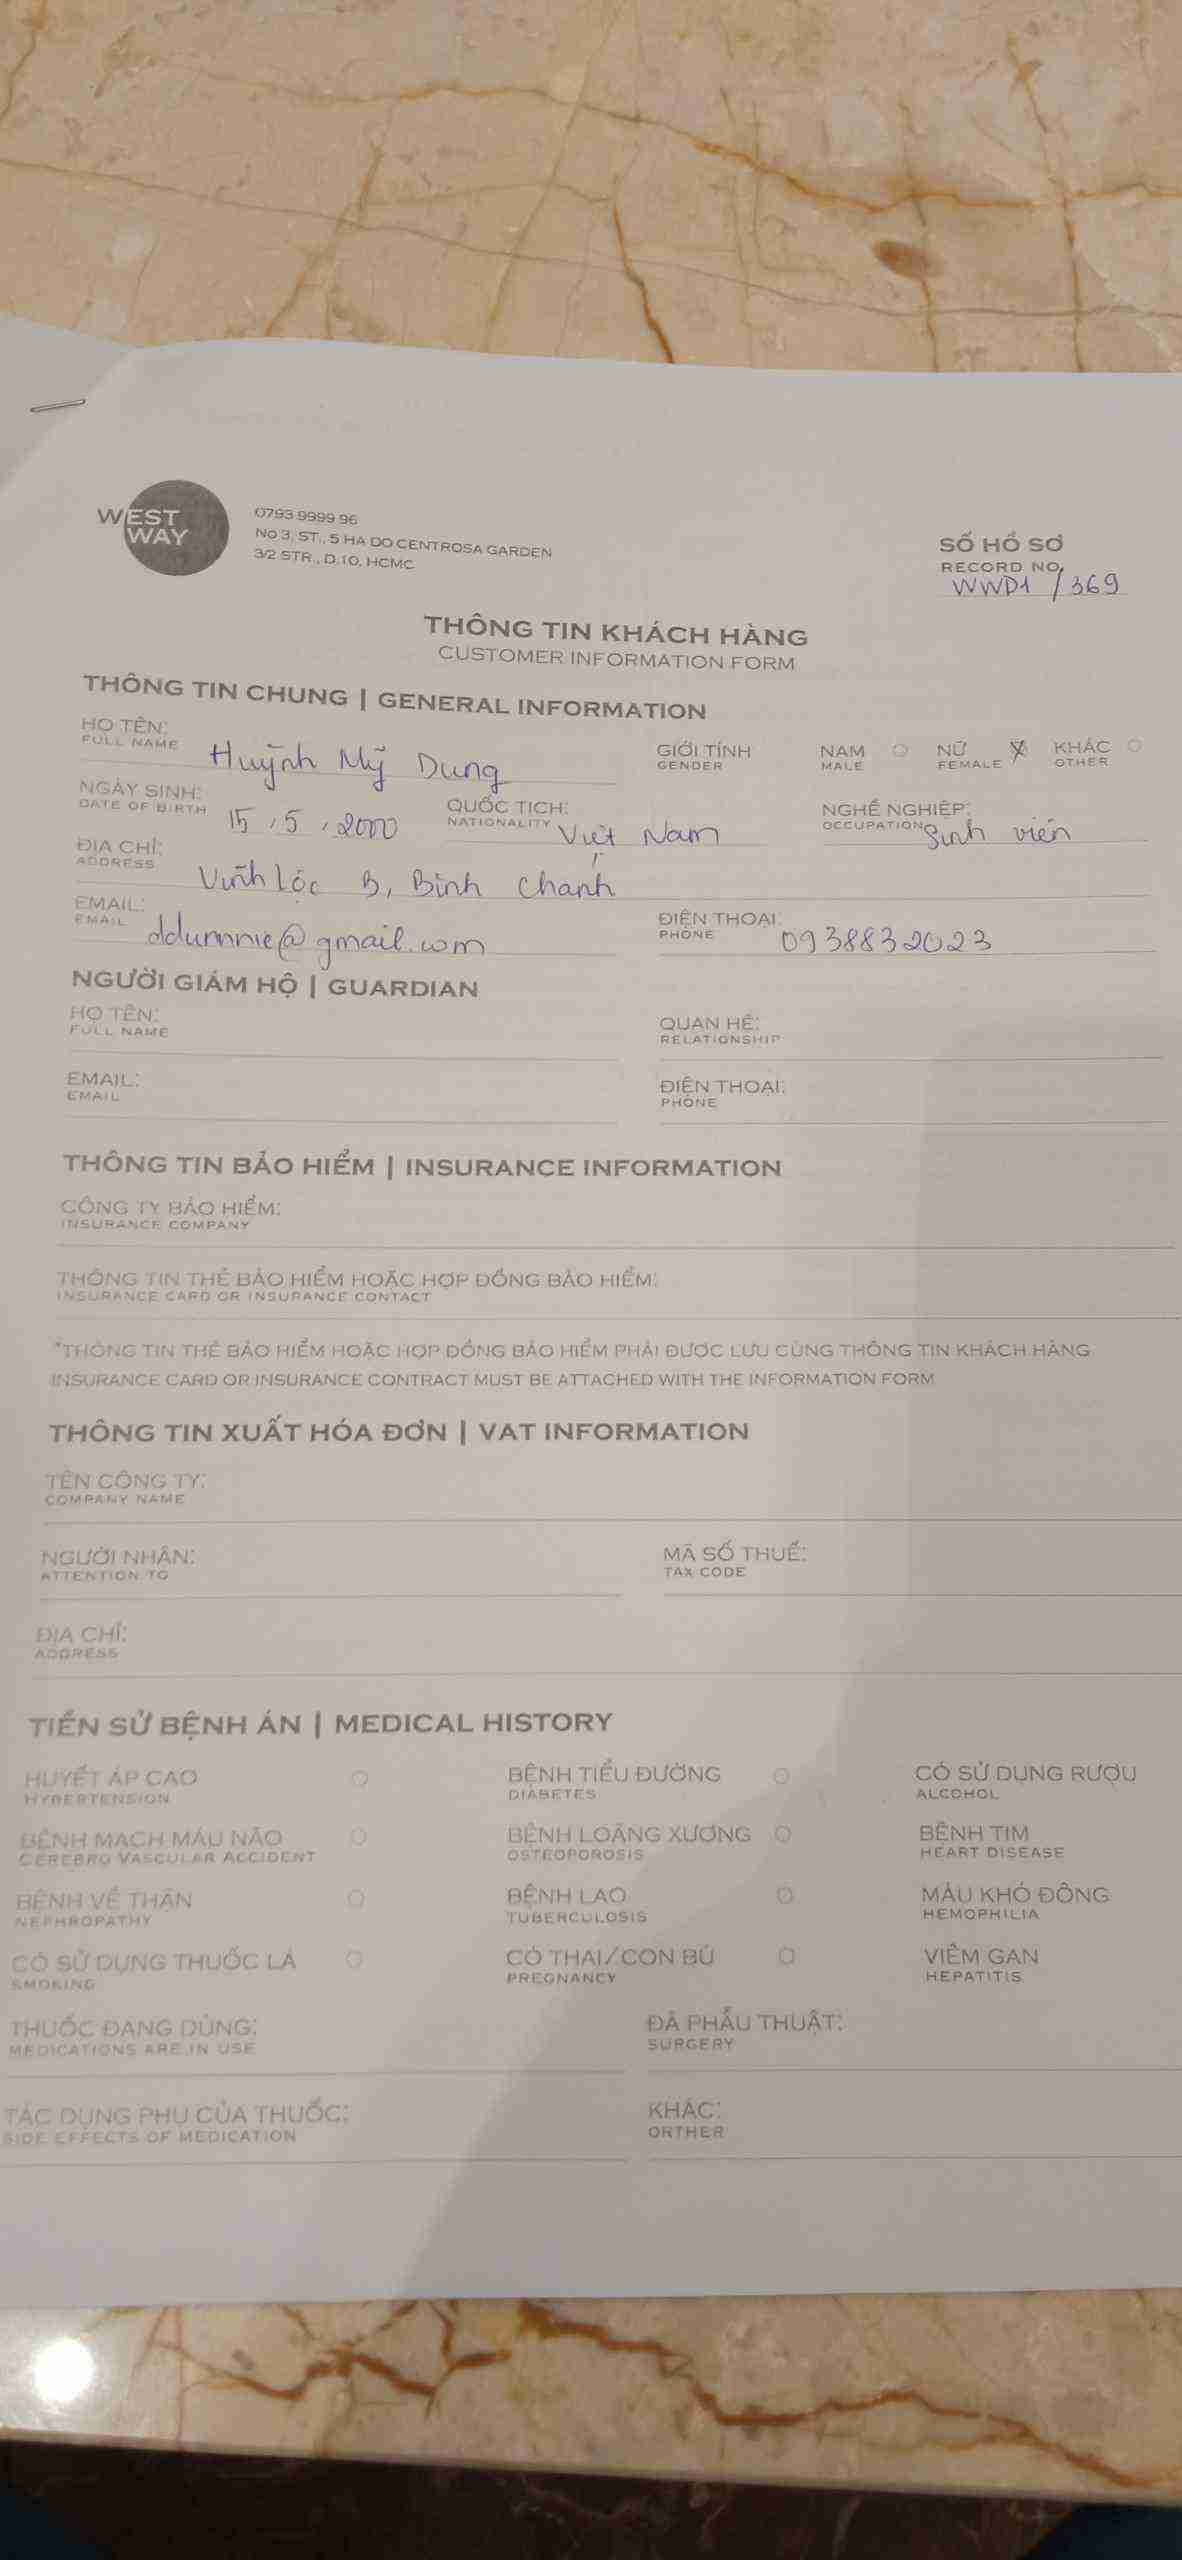 WEST
WAY
0793 9999 96
No 3, ST., 5 HA DO CENTROSA GARDEN
3/2 STR., D.10, HCMC
SỐ HỒ SƠ
RECORD NO.
WWD1 / 369
THÔNG TIN KHÁCH HÀNG
CUSTOMER INFORMATION FORM
THÔNG TIN CHUNG | GENERAL INFORMATION
HỌ TÊN: Huỳnh Mỹ Dung GIỚI TÍNH NAM NỮ KHÁC
FULL NAME GENDER MALE FEMALE OTHER
NGÀY SINH: 15, 5, 2000 QUỐC TỊCH: Việt Nam NGHỀ NGHIỆP: Sinh viên
DATE OF BIRTH NATIONALITY OCCUPATION
ĐỊA CHỈ: Vĩnh Lộc B, Bình Chánh
ADDRESS
EMAIL: ddunnnie@gmail.com ĐIỆN THOẠI: 0938832023
EMAIL PHONE
NGƯỜI GIÁM HỘ | GUARDIAN
HỌ TÊN: QUAN HỆ:
FULL NAME RELATIONSHIP
EMAIL: ĐIỆN THOẠI:
EMAIL PHONE
THÔNG TIN BẢO HIỂM | INSURANCE INFORMATION
CÔNG TY BẢO HIỂM:
INSURANCE COMPANY
THÔNG TIN THẺ BẢO HIỂM HOẶC HỢP ĐỒNG BẢO HIỂM:
INSURANCE CARD OR INSURANCE CONTACT
*THÔNG TIN THẺ BẢO HIỂM HOẶC HỢP ĐỒNG BẢO HIỂM PHẢI ĐƯỢC LƯU CÙNG THÔNG TIN KHÁCH HÀNG
INSURANCE CARD OR INSURANCE CONTRACT MUST BE ATTACHED WITH THE INFORMATION FORM
THÔNG TIN XUẤT HÓA ĐƠN | VAT INFORMATION
TÊN CÔNG TY:
COMPANY NAME
NGƯỜI NHẬN: MÃ SỐ THUẾ:
ATTENTION TO TAX CODE
ĐỊA CHỈ:
ADDRESS
TIỀN SỬ BỆNH ÁN | MEDICAL HISTORY
HUYẾT ÁP CAO BỆNH TIỂU ĐƯỜNG CÓ SỬ DỤNG RƯỢU
HYBERTENSION DIABETES ALCOHOL
BỆNH MẠCH MÁU NÃO BỆNH LOÃNG XƯƠNG BỆNH TIM
CEREBRO VASCULAR ACCIDENT OSTEOPOROSIS HEART DISEASE
BỆNH VỀ THẬN BỆNH LAO MÁU KHÓ ĐÔNG
NEPHROPATHY TUBERCULOSIS HEMOPHILIA
CÓ SỬ DỤNG THUỐC LÁ CÓ THAI/CON BÚ VIÊM GAN
SMOKING PREGNANCY HEPATITIS
THUỐC ĐANG DÙNG: ĐÃ PHẪU THUẬT:
MEDICATIONS ARE IN USE SURGERY
TÁC DỤNG PHỤ CỦA THUỐC: KHÁC:
SIDE EFFECTS OF MEDICATION ORTHER